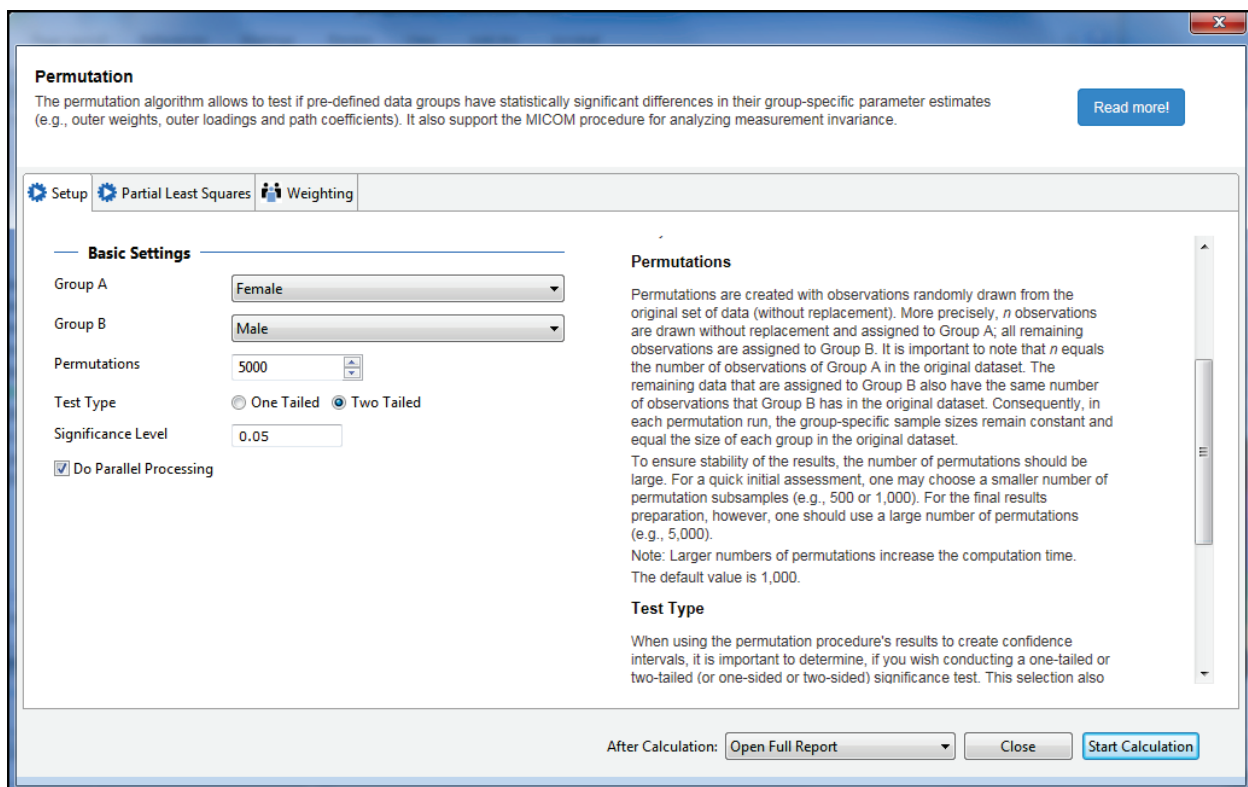 x
Permutation
The permutation algorithm allows to test if pre-defined data groups have statistically significant differences in their group-specific parameter estimates
(e.g., outer weights, outer loadings and path coefficients). It also support the MICOM procedure for analyzing measurement invariance.
Read more!
Setup Partial Least Squares Weighting
Basic Settings
Group A Female
Group B Male
Permutations 5000
Test Type One Tailed Two Tailed
Significance Level 0.05
Do Parallel Processing
Permutations
Permutations are created with observations randomly drawn from the
original set of data (without replacement). More precisely, n observations
are drawn without replacement and assigned to Group A; all remaining
observations are assigned to Group B. It is important to note that n equals
the number of observations of Group A in the original dataset. The
remaining data that are assigned to Group B also have the same number
of observations that Group B has in the original dataset. Consequently, in
each permutation run, the group-specific sample sizes remain constant and
equal the size of each group in the original dataset.
To ensure stability of the results, the number of permutations should be
large. For a quick initial assessment, one may choose a smaller number of
permutation subsamples (e.g., 500 or 1,000). For the final results
preparation, however, one should use a large number of permutations
(e.g., 5,000).
Note: Larger numbers of permutations increase the computation time.
The default value is 1,000.
Test Type
When using the permutation procedure's results to create confidence
intervals, it is important to determine, if you wish conducting a one-tailed or
two-tailed (or one-sided or two-sided) significance test. This selection also
After Calculation: Open Full Report Close Start Calculation